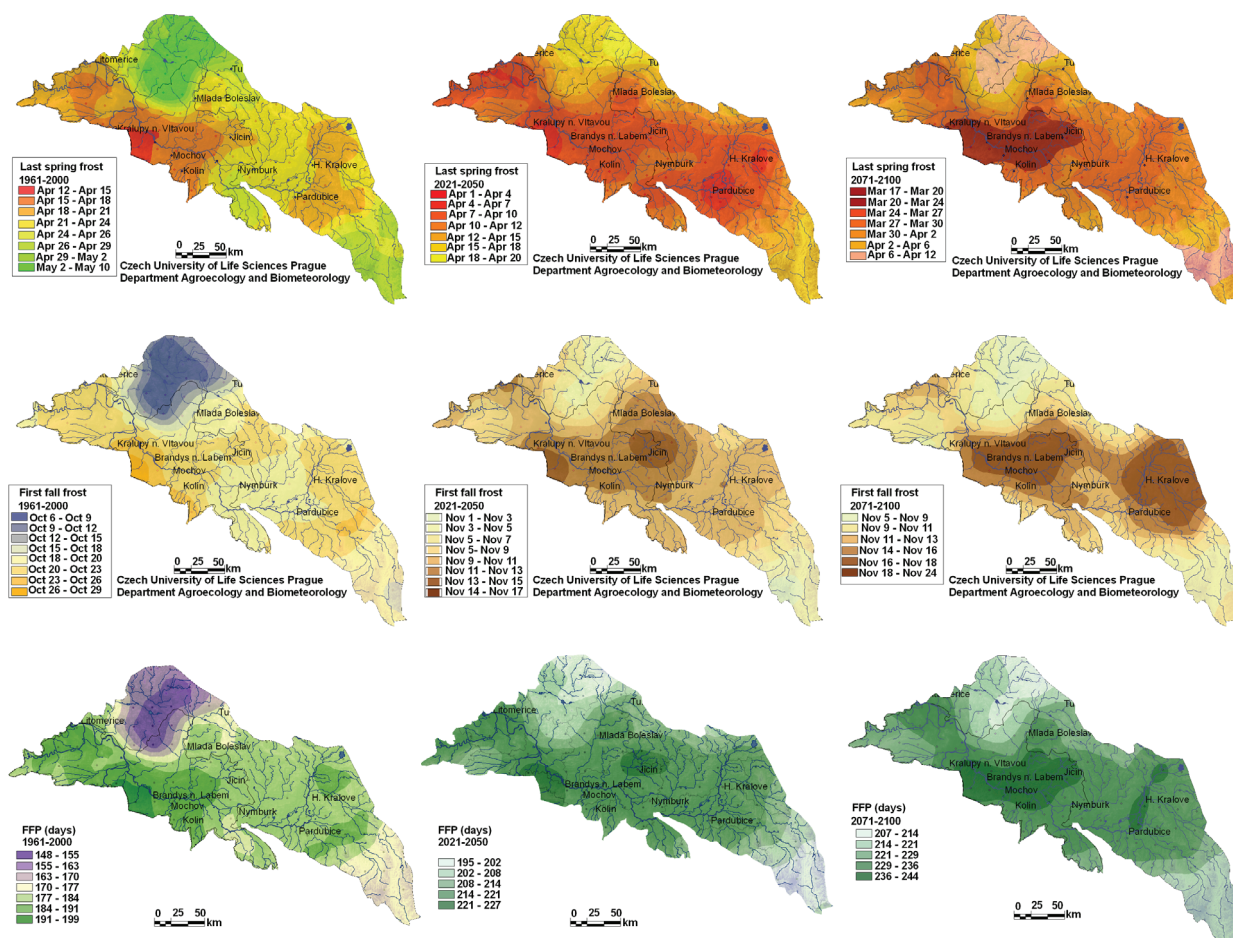 itomerice
Tu
Mlada Boleslav
Kralupy n. Vltavou
Jicin
Mochov
Kolin
Nymburk
H. Kralove
Pardubice
Last spring frost
1961-2000
Apr 12 - Apr 15
Apr 15 - Apr 18
Apr 18 - Apr 21
Apr 21 - Apr 24
Apr 24 - Apr 26
Apr 26 - Apr 29
Apr 29 - May 2
May 2 - May 10
0 25 50
km
Czech University of Life Sciences Prague
Department Agroecology and Biometeorology
Mlada Boleslav
Kralupy n. Vltavou
Brandys n. Labem
Jicin
Mochov
Kolin
Nymburk
H. Kralove
Pardubice
Last spring frost
2021-2050
Apr 1 - Apr 4
Apr 4 - Apr 7
Apr 7 - Apr 10
Apr 10 - Apr 12
Apr 12 - Apr 15
Apr 15 - Apr 18
Apr 18 - Apr 20
0 25 50
km
Czech University of Life Sciences Prague
Department Agroecology and Biometeorology
erice
Tu
Mlada Boleslav
Kralupy n. Vltavou
Brandys n. Labem
Jicin
Mochov
Kolin
Nymburk
H. Kralove
Pardubice
Last spring frost
2071-2100
Mar 17 - Mar 20
Mar 20 - Mar 24
Mar 24 - Mar 27
Mar 27 - Mar 30
Mar 30 - Apr 2
Apr 2 - Apr 6
Apr 6 - Apr 12
0 25 50
km
Czech University of Life Sciences Prague
Department Agroecology and Biometeorology
erice
Tu
Mlada Boleslav
Kralupy n. Vltavou
Brandys n. Labem
Jicin
Mochov
Kolin
Nymburk
H. Kralove
Pardubice
First fall frost
1961-2000
Oct 6 - Oct 9
Oct 9 - Oct 12
Oct 12 - Oct 15
Oct 15 - Oct 18
Oct 18 - Oct 20
Oct 20 - Oct 23
Oct 23 - Oct 26
Oct 26 - Oct 29
0 25 50
km
Czech University of Life Sciences Prague
Department Agroecology and Biometeorology
erice
Tu
Mlada Boleslav
Kralupy n. Vltavou
Brandys n. Labem
Jicin
Mochov
Kolin
Nymburk
H. Kralove
Pardubice
First fall frost
2021-2050
Nov 1 - Nov 3
Nov 3 - Nov 5
Nov 5 - Nov 7
Nov 5- Nov 9
Nov 9 - Nov 11
Nov 11 - Nov 13
Nov 13 - Nov 15
Nov 14 - Nov 17
0 25 50
km
Czech University of Life Sciences Prague
Department Agroecology and Biometeorology
erice
Tu
Mlada Boleslav
Kralupy n. Vltavou
Brandys n. Labem
Jicin
Mochov
Kolin
Nymburk
H. Kralove
Pardubice
First fall frost
2071-2100
Nov 5 - Nov 9
Nov 9 - Nov 11
Nov 11 - Nov 13
Nov 14 - Nov 16
Nov 16 - Nov 18
Nov 18 - Nov 24
0 25 50
km
Czech University of Life Sciences Prague
Department Agroecology and Biometeorology
Litomerice
Tu
Mlada Boleslav
Jicin
Brandys n. Labem
Mochov
Kolin
Nymburk
H. Kralove
Pardubice
FFP (days)
1961-2000
148 - 155
155 - 163
163 - 170
170 - 177
177 - 184
184 - 191
191 - 199
0 25 50
km
Litomerice
Tu
Mlada Boleslav
Jicin
Brandys n. Labem
Mochov
Kolin
Nymburk
H. Kralove
Pardubice
FFP (days)
2021-2050
195 - 202
202 - 208
208 - 214
214 - 221
221 - 227
0 25 50
km
erice
Tu
Mlada Boleslav
Kralupy n. Vltavou
Jicin
Brandys n. Labem
Mochov
Kolin
Nymburk
H. Kralove
Pardubice
FFP (days)
2071-2100
207 - 214
214 - 221
221 - 229
229 - 236
236 - 244
0 25 50
km